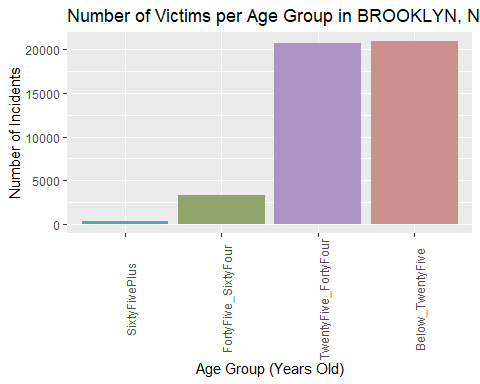 Number of Victims per Age Group in BROOKLYN, N
Number of Incidents
20000
15000
10000
5000
0
SixtyFivePlus
FortyFive_SixtyFour
TwentyFive_FortyFour
Below_TwentyFive
Age Group (Years Old)